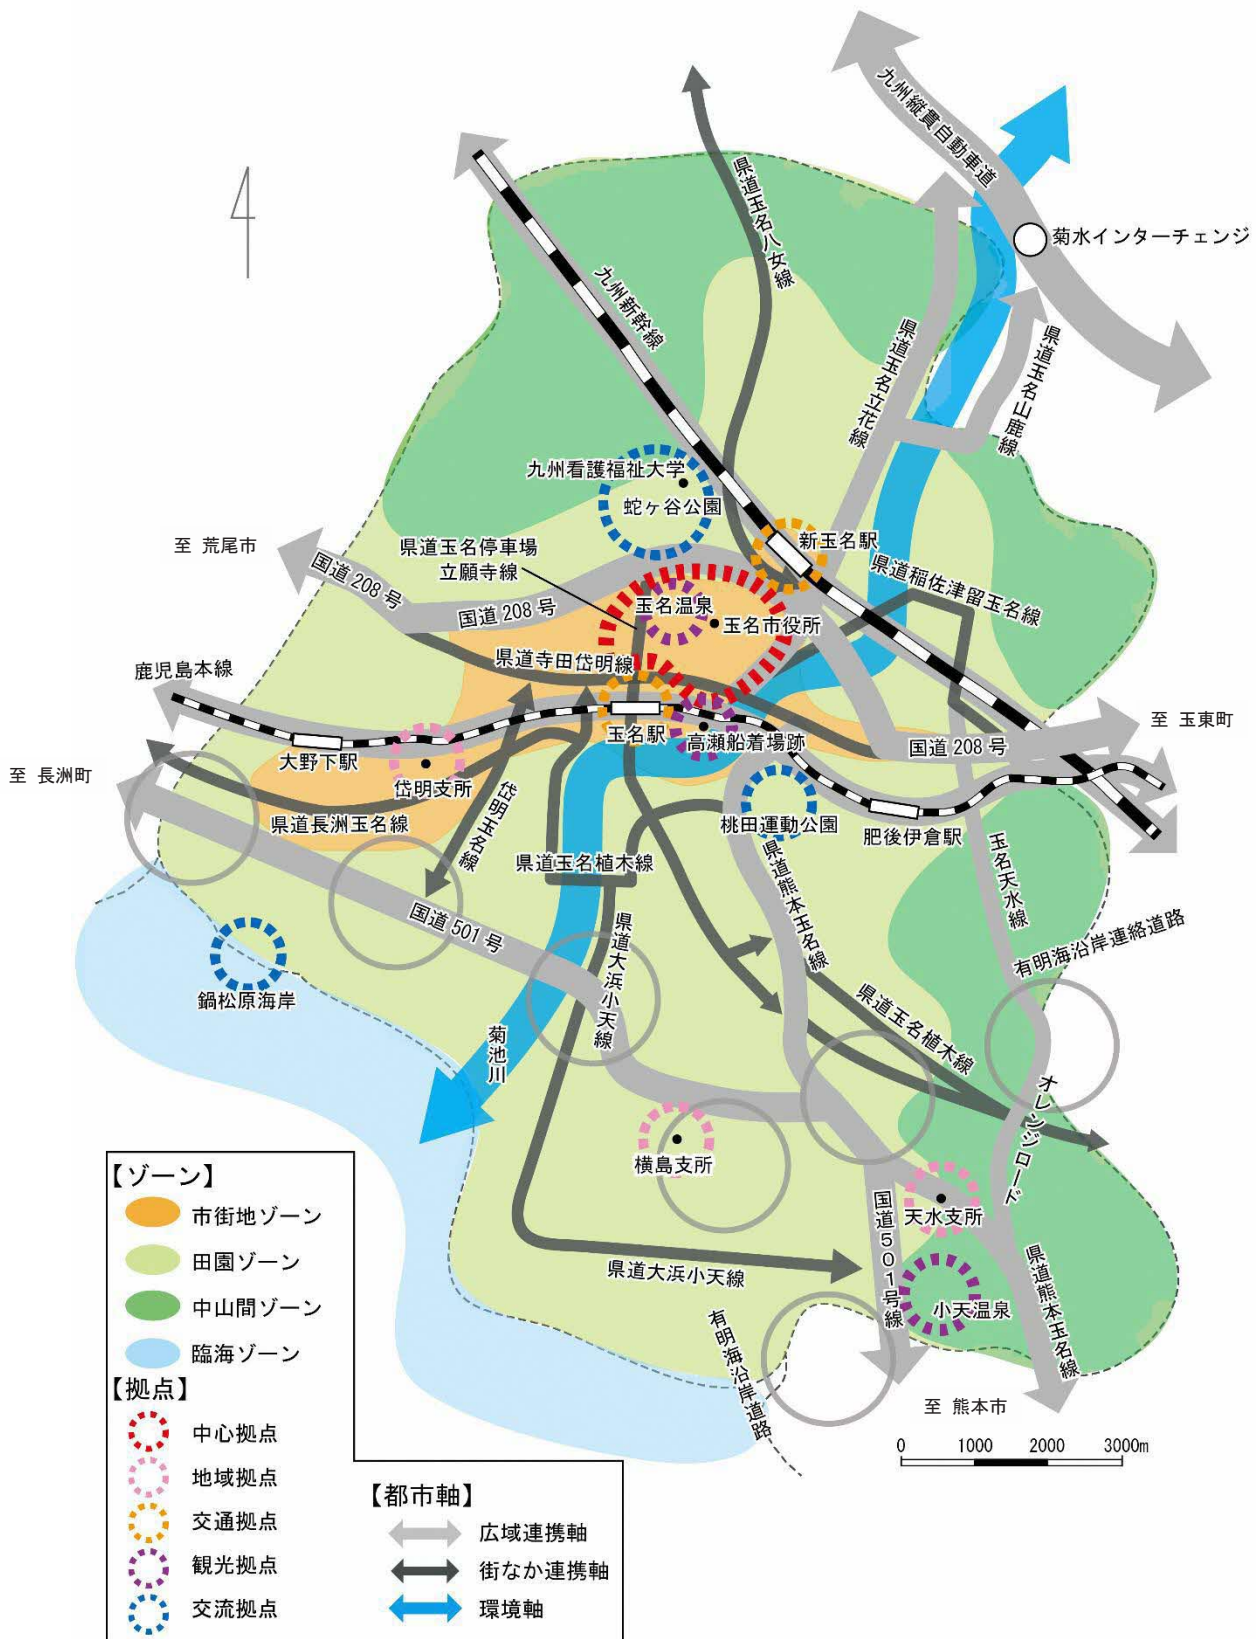 九州縦貫自動車道
菊水インターチェンジ
県道玉名八女線
九州新幹線
県道玉名立花線
県道玉名山鹿線
九州看護福祉大学
蛇ヶ谷公園
新玉名駅
至 荒尾市
国道208号
県道玉名停車場
立願寺線
国道208号
県道稲佐津留玉名線
玉名温泉
玉名市役所
県道寺田岱明線
鹿児島本線
至 玉東町
玉名駅
高瀬船着場跡
国道208号
大野下駅
至 長洲町
岱明支所
県道長洲玉名線
岱明玉名線
桃田運動公園
肥後伊倉駅
県道玉名植木線
県道熊本玉名線
玉名天水線
国道501号
県道大浜小天線
有明海沿岸連絡道路
鍋松原海岸
県道玉名植木線
菊池川
オレンジロード
横島支所
天水支所
国道501号線
県道大浜小天線
小天温泉
県道熊本玉名線
有明海沿岸道路
至 熊本市
0 1000 2000 3000m
【ゾーン】
市街地ゾーン
田園ゾーン
中山間ゾーン
臨海ゾーン
【拠点】
中心拠点
地域拠点
交通拠点
観光拠点
交流拠点
【都市軸】
広域連携軸
街なか連携軸
環境軸